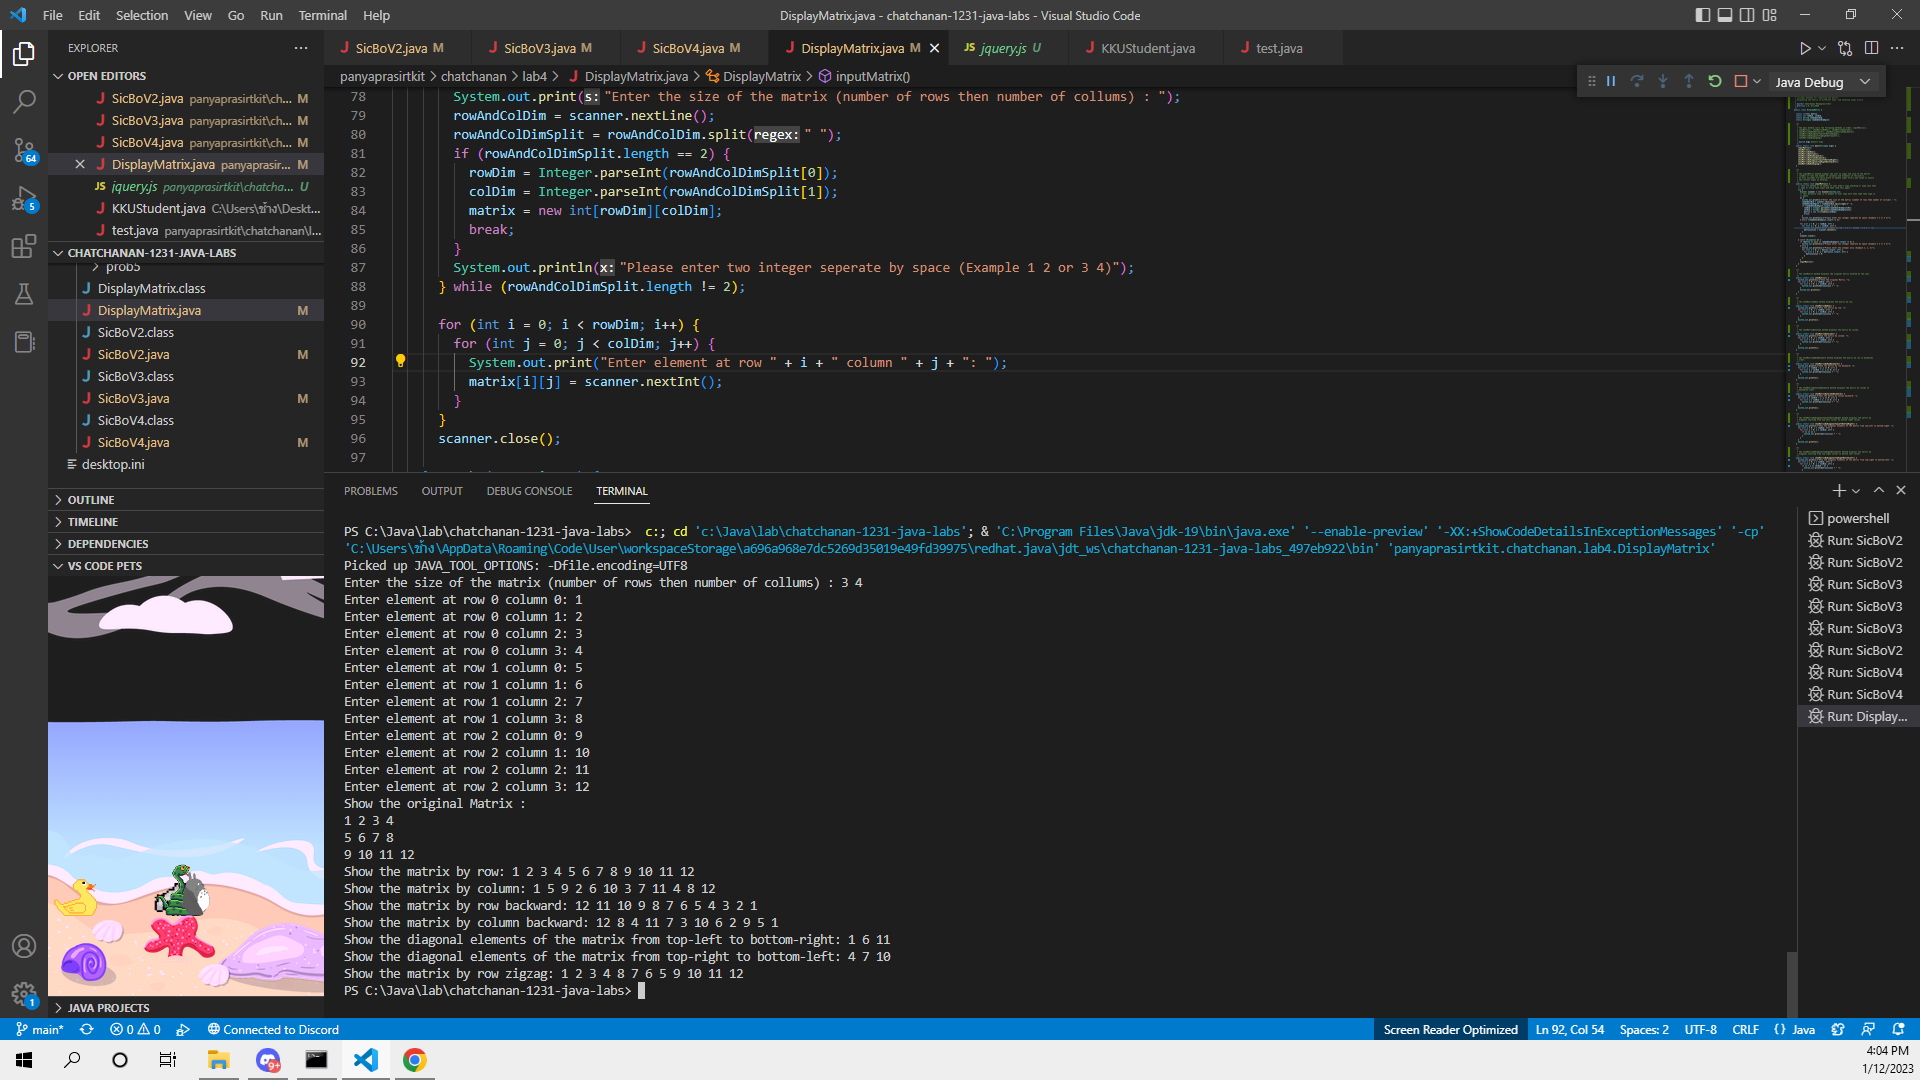 File Edit Selection View Go Run Terminal Help
DisplayMatrix.java - chatchanan-1231-java-labs - Visual Studio Code
EXPLORER
OPEN EDITORS
SicBoV2.java panyaprasirtkit\ch... M
SicBoV3.java panyaprasirtkit\ch... M
SicBoV4.java panyaprasirtkit\ch... M
DisplayMatrix.java panyaprasir... M
JS jquery.js panyaprasirtkit\chatcha... U
KKUStudent.java C:\Users\ช้าง\Deskt...
test.java panyaprasirtkit\chatchanan\l...
CHATCHANAN-1231-JAVA-LABS
prob5
DisplayMatrix.class
DisplayMatrix.java M
SicBoV2.class
SicBoV2.java M
SicBoV3.class
SicBoV3.java M
SicBoV4.class
SicBoV4.java M
desktop.ini
OUTLINE
TIMELINE
DEPENDENCIES
VS CODE PETS
JAVA PROJECTS
64
5
1
SicBoV2.java M SicBoV3.java M SicBoV4.java M DisplayMatrix.java M JS jquery.js U KKUStudent.java test.java
panyaprasirtkit > chatchanan > lab4 > DisplayMatrix.java > DisplayMatrix > inputMatrix()
Java Debug
78 System.out.print(s: "Enter the size of the matrix (number of rows then number of collums) : ");
79 rowAndColDim = scanner.nextLine();
80 rowAndColDimSplit = rowAndColDim.split(regex: " ");
81 if (rowAndColDimSplit.length == 2) {
82 rowDim = Integer.parseInt(rowAndColDimSplit[0]);
83 colDim = Integer.parseInt(rowAndColDimSplit[1]);
84 matrix = new int[rowDim][colDim];
85 break;
86 }
87 System.out.println(x: "Please enter two integer seperate by space (Example 1 2 or 3 4)");
88 } while (rowAndColDimSplit.length != 2);
89
90 for (int i = 0; i < rowDim; i++) {
91 for (int j = 0; j < colDim; j++) {
92 System.out.print("Enter element at row " + i + " column " + j + ": ");
93 matrix[i][j] = scanner.nextInt();
94 }
95 }
96 scanner.close();
97
PROBLEMS OUTPUT DEBUG CONSOLE TERMINAL
PS C:\Java\lab\chatchanan-1231-java-labs> c:; cd 'c:\Java\lab\chatchanan-1231-java-labs'; & 'C:\Program Files\Java\jdk-19\bin\java.exe' '--enable-preview' '-XX:+ShowCodeDetailsInExceptionMessages' '-cp'
'C:\Users\ช้าง\AppData\Roaming\Code\User\workspaceStorage\a696a968e7dc5269d35019e49fd39975\redhat.java\jdt_ws\chatchanan-1231-java-labs_497eb922\bin' 'panyaprasirtkit.chatchanan.lab4.DisplayMatrix'
Picked up JAVA_TOOL_OPTIONS: -Dfile.encoding=UTF8
Enter the size of the matrix (number of rows then number of collums) : 3 4
Enter element at row 0 column 0: 1
Enter element at row 0 column 1: 2
Enter element at row 0 column 2: 3
Enter element at row 0 column 3: 4
Enter element at row 1 column 0: 5
Enter element at row 1 column 1: 6
Enter element at row 1 column 2: 7
Enter element at row 1 column 3: 8
Enter element at row 2 column 0: 9
Enter element at row 2 column 1: 10
Enter element at row 2 column 2: 11
Enter element at row 2 column 3: 12
Show the original Matrix :
1 2 3 4
5 6 7 8
9 10 11 12
Show the matrix by row: 1 2 3 4 5 6 7 8 9 10 11 12
Show the matrix by column: 1 5 9 2 6 10 3 7 11 4 8 12
Show the matrix by row backward: 12 11 10 9 8 7 6 5 4 3 2 1
Show the matrix by column backward: 12 8 4 11 7 3 10 6 2 9 5 1
Show the diagonal elements of the matrix from top-left to bottom-right: 1 6 11
Show the diagonal elements of the matrix from top-right to bottom-left: 4 7 10
Show the matrix by row zigzag: 1 2 3 4 8 7 6 5 9 10 11 12
PS C:\Java\lab\chatchanan-1231-java-labs>
powershell
Run: SicBoV2
Run: SicBoV2
Run: SicBoV3
Run: SicBoV3
Run: SicBoV3
Run: SicBoV2
Run: SicBoV4
Run: SicBoV4
Run: Display...
main* 0 0 Connected to Discord
Screen Reader Optimized Ln 92, Col 54 Spaces: 2 UTF-8 CRLF {} Java
9+
4:04 PM
1/12/2023